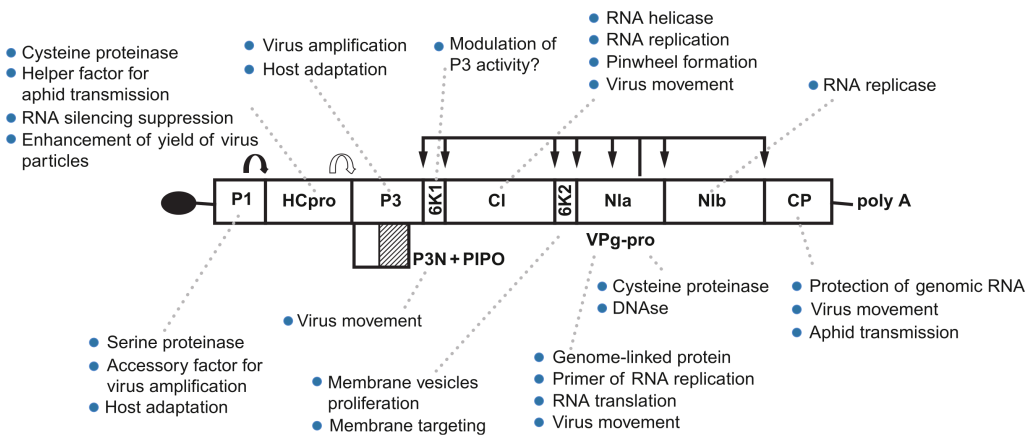 Cysteine proteinase
Helper factor for
aphid transmission
RNA silencing suppression
Enhancement of yield of virus
particles
Virus amplification
Host adaptation
Modulation of
P3 activity?
RNA helicase
RNA replication
Pinwheel formation
Virus movement
RNA replicase
P1
HCpro
P3
6K1
CI
6K2
NIa
NIb
CP
poly A
P3N + PIPO
VPg-pro
Serine proteinase
Accessory factor for
virus amplification
Host adaptation
Virus movement
Membrane vesicles
proliferation
Membrane targeting
Cysteine proteinase
DNAse
Genome-linked protein
Primer of RNA replication
RNA translation
Virus movement
Protection of genomic RNA
Virus movement
Aphid transmission